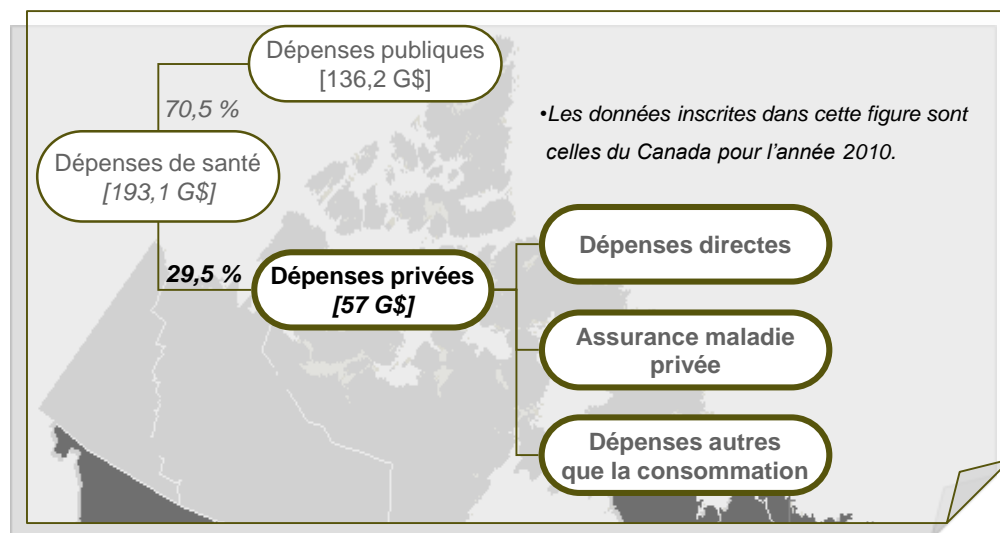 Dépenses publiques
[136,2 G$]
70,5 %
•Les données inscrites dans cette figure sont
celles du Canada pour l’année 2010.
Dépenses de santé
[193,1 G$]
Dépenses directes
29,5 %
Dépenses privées
[57 G$]
Assurance maladie
privée
Dépenses autres
que la consommation